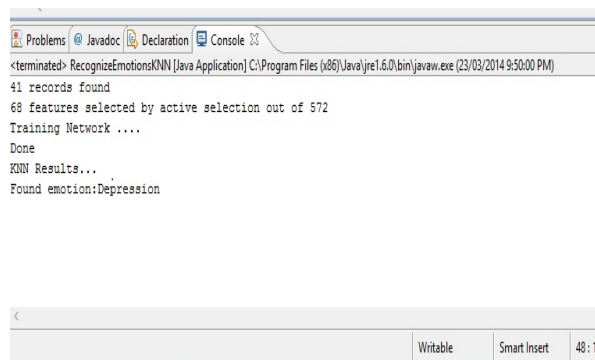 Problems @ Javadoc Declaration Console
<terminated> RecognizeEmotionsKNN [Java Application] C:\Program Files (x86)\Java\jre1.6.0\bin\javaw.exe (23/03/2014 9:50:00 PM)
41 records found
68 features selected by active selection out of 572
Training Network ....
Done
KNN Results...
Found emotion:Depression
Writable Smart Insert 48 : 1